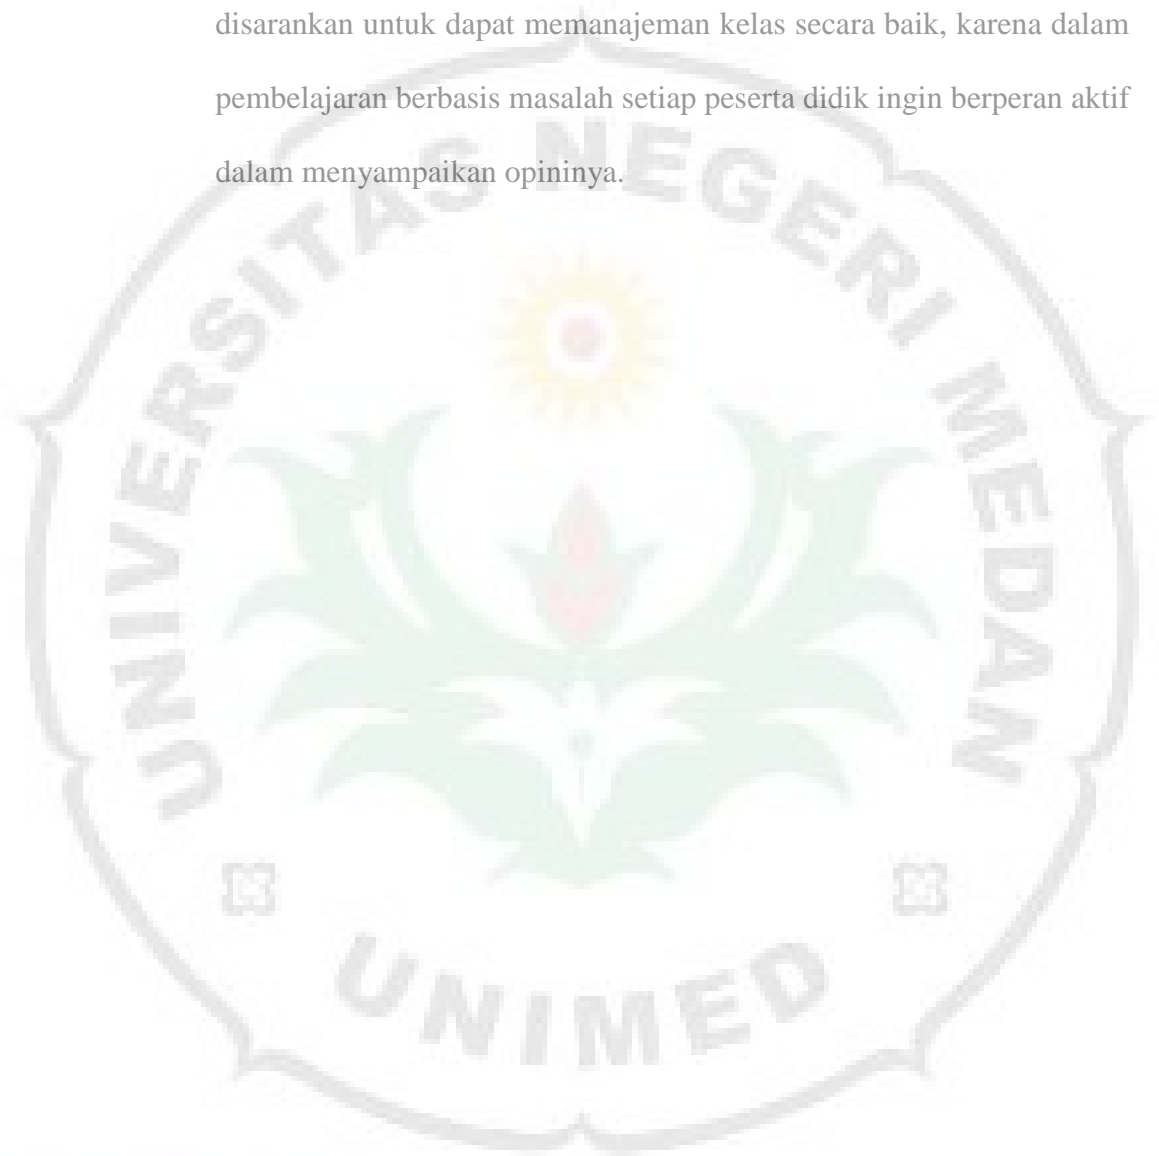 disarankan untuk dapat memanajeman kelas secara baik, karena dalam
pembelajaran berbasis masalah setiap peserta didik ingin berperan aktif
dalam menyampaikan opininya.
UNIVERSITAS NEGERI MEDAN
UNIMED